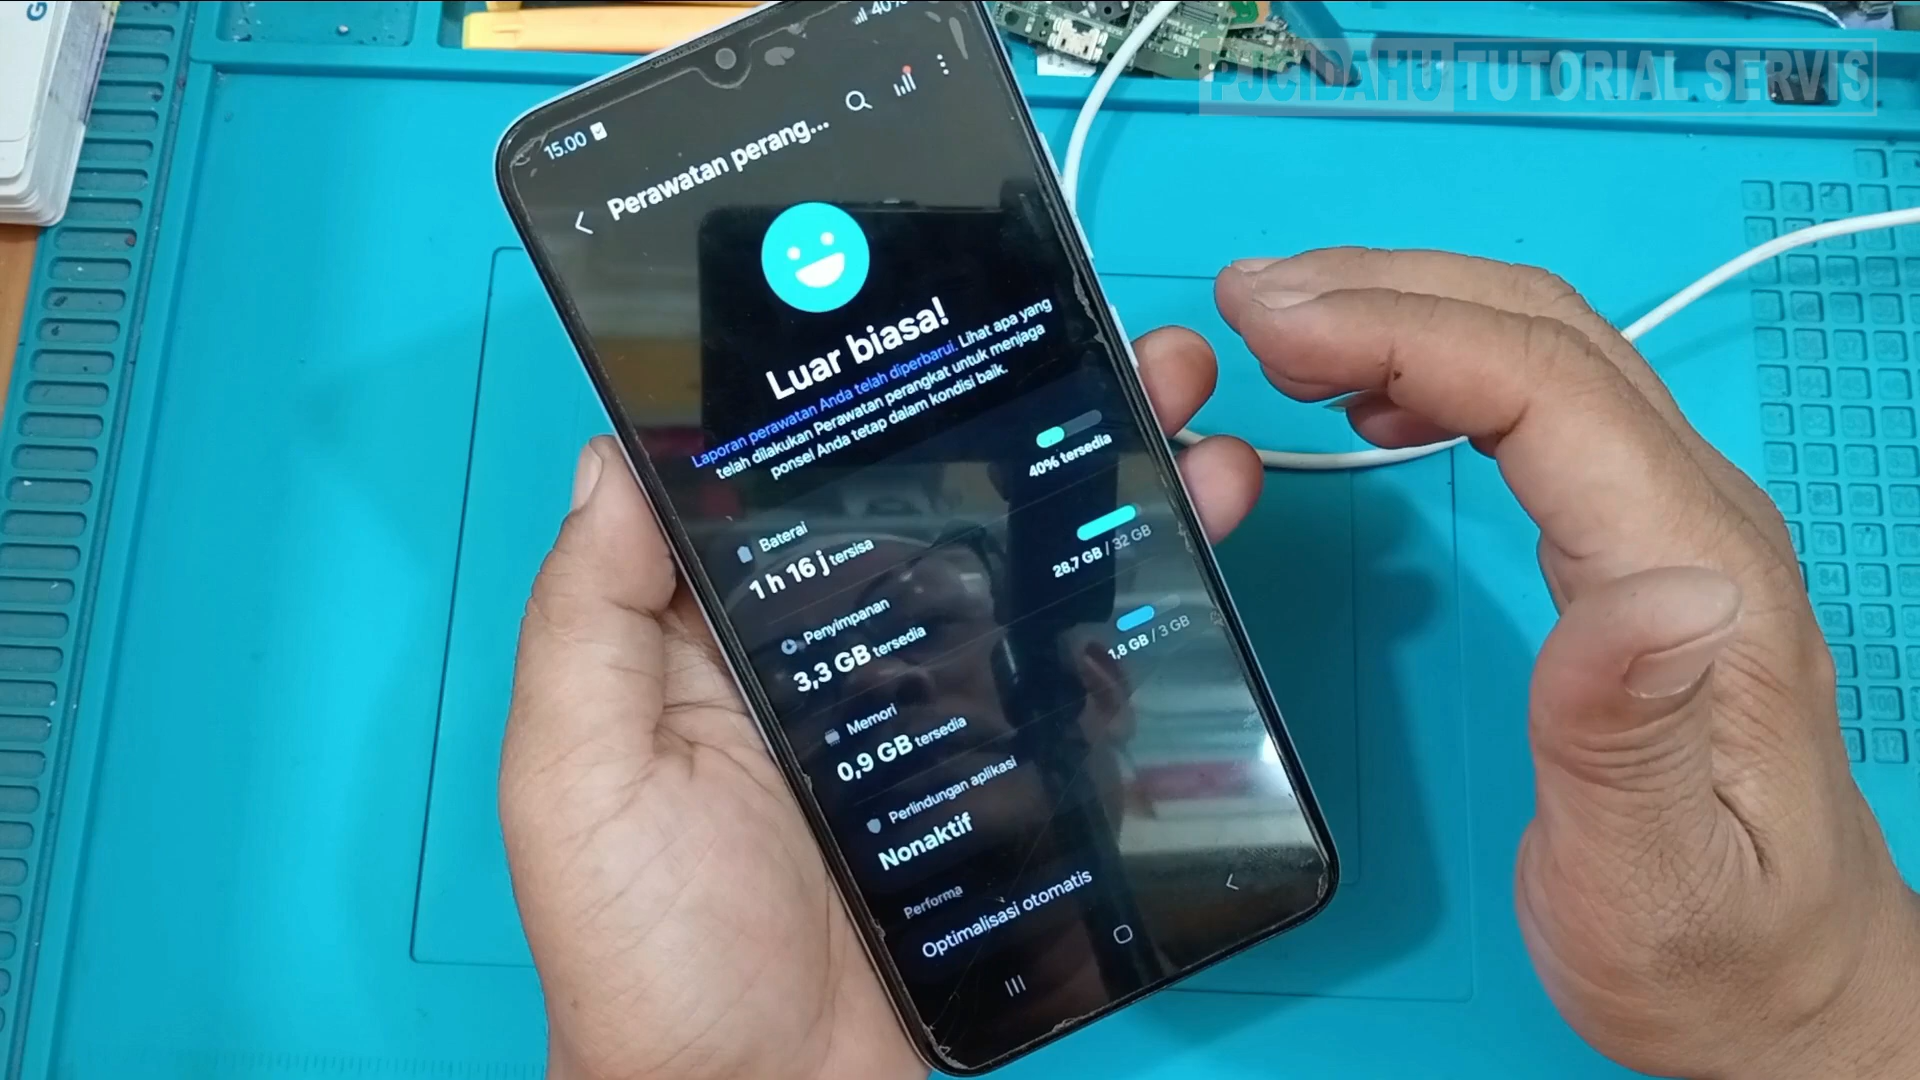 G
PJCIDAHU TUTORIAL SERVIS
40%
15.00
Perawatan perang...
Luar biasa!
Laporan perawatan Anda telah diperbarui. Lihat apa yang
telah dilakukan Perawatan perangkat untuk menjaga
ponsel Anda tetap dalam kondisi baik.
Baterai
1 h 16 j tersisa
40% tersedia
Penyimpanan
3,3 GB tersedia
28,7 GB / 32 GB
Memori
0,9 GB tersedia
1,8 GB / 3 GB
Perlindungan aplikasi
Nonaktif
Performa
Optimalisasi otomatis